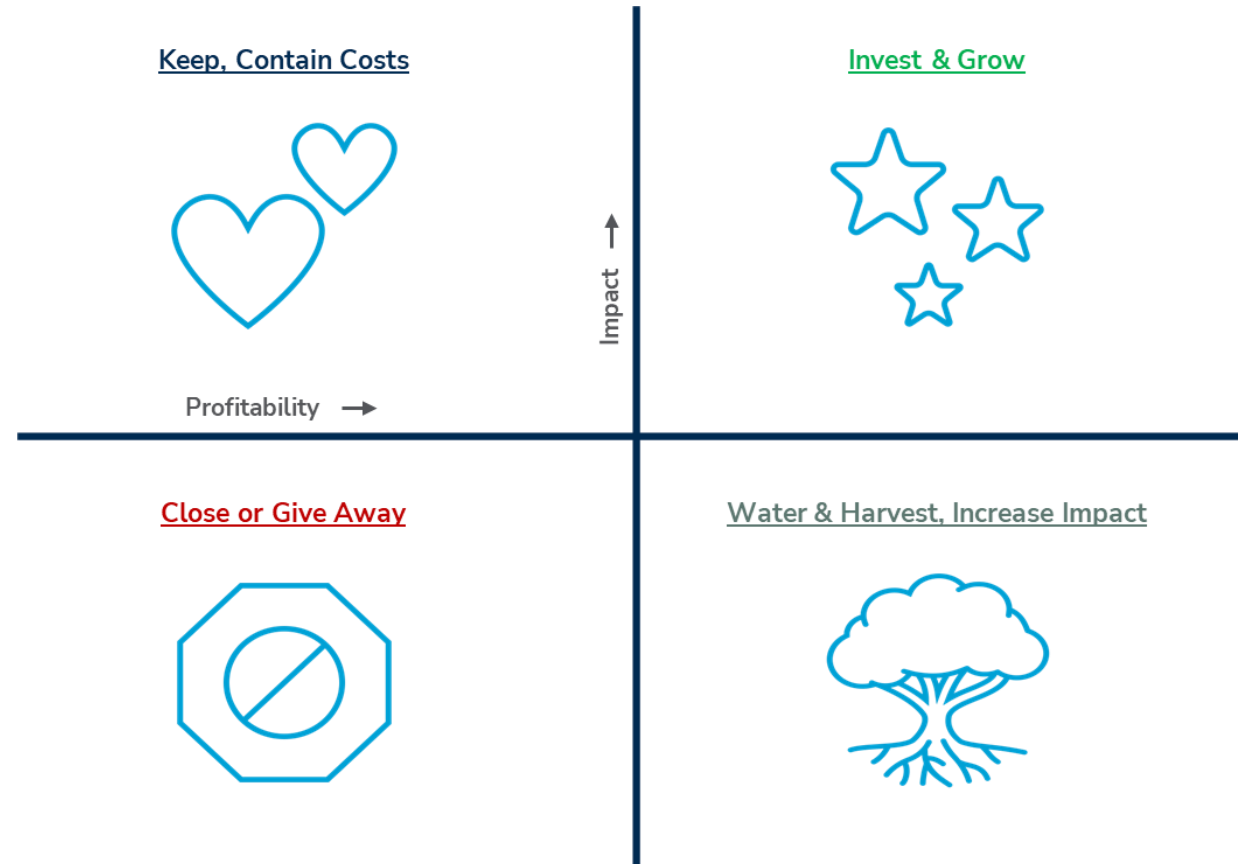 Keep, Contain Costs
Invest & Grow
Impact
Profitability
Close or Give Away
Water & Harvest, Increase Impact